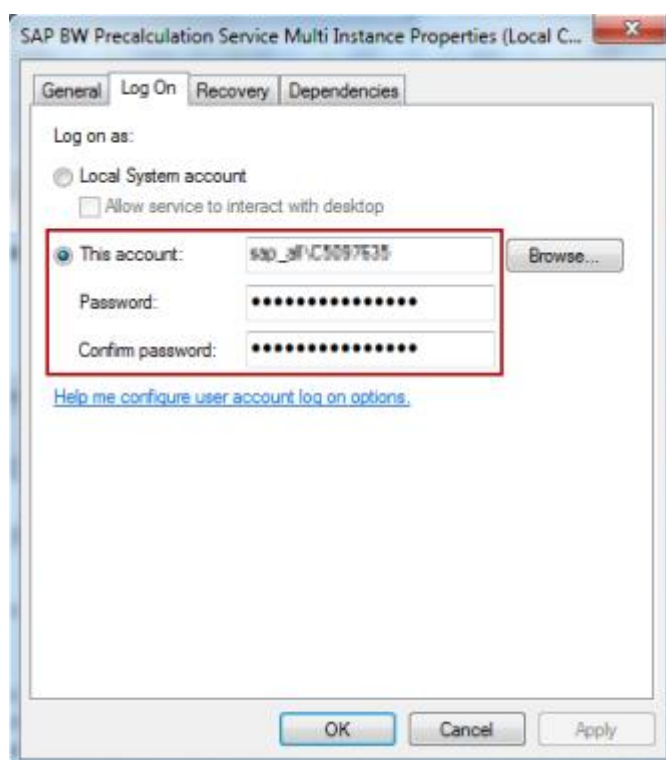 SAP BW Precalculation Service Multi Instance Properties (Local C...
General Log On Recovery Dependencies
Log on as:
Local System account
Allow service to interact with desktop
This account: Browse...
Password: ●●●●●●●●●●●●●●●
Confirm password: ●●●●●●●●●●●●●●●
Help me configure user account log on options.
OK Cancel Apply